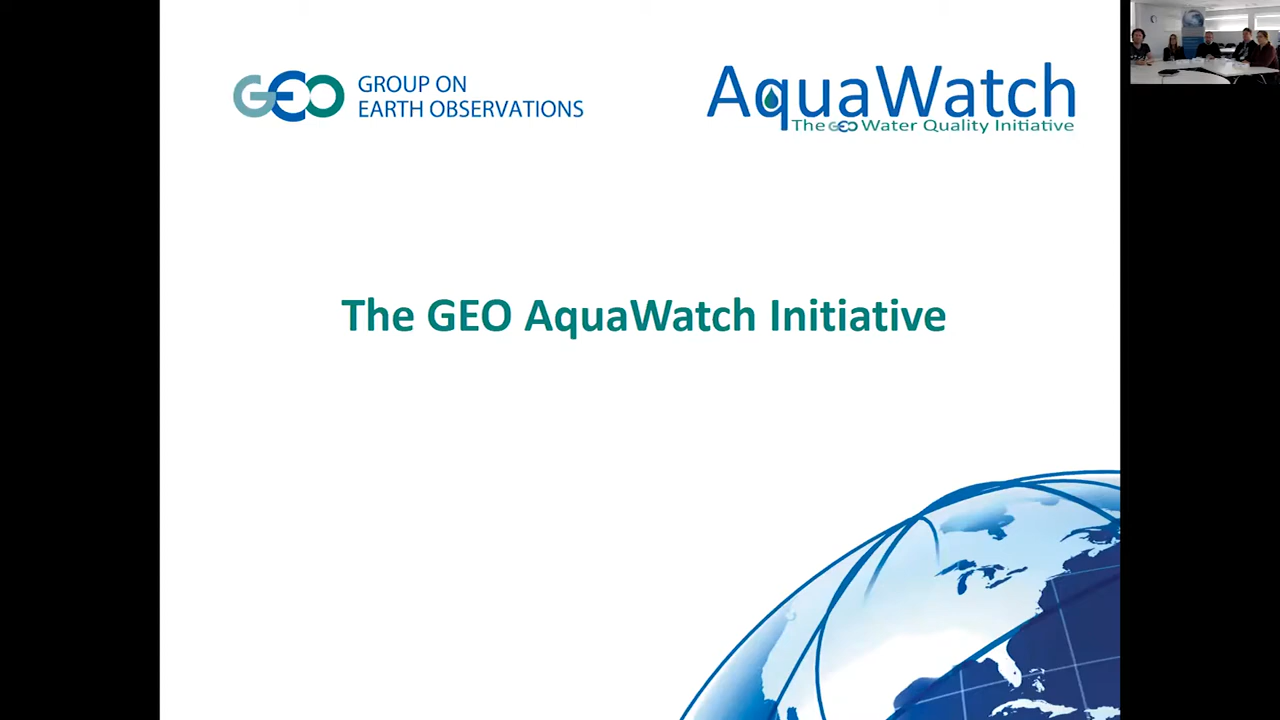 GEO GROUP ON
EARTH OBSERVATIONS
AquaWatch
The GEO Water Quality Initiative
The GEO AquaWatch Initiative